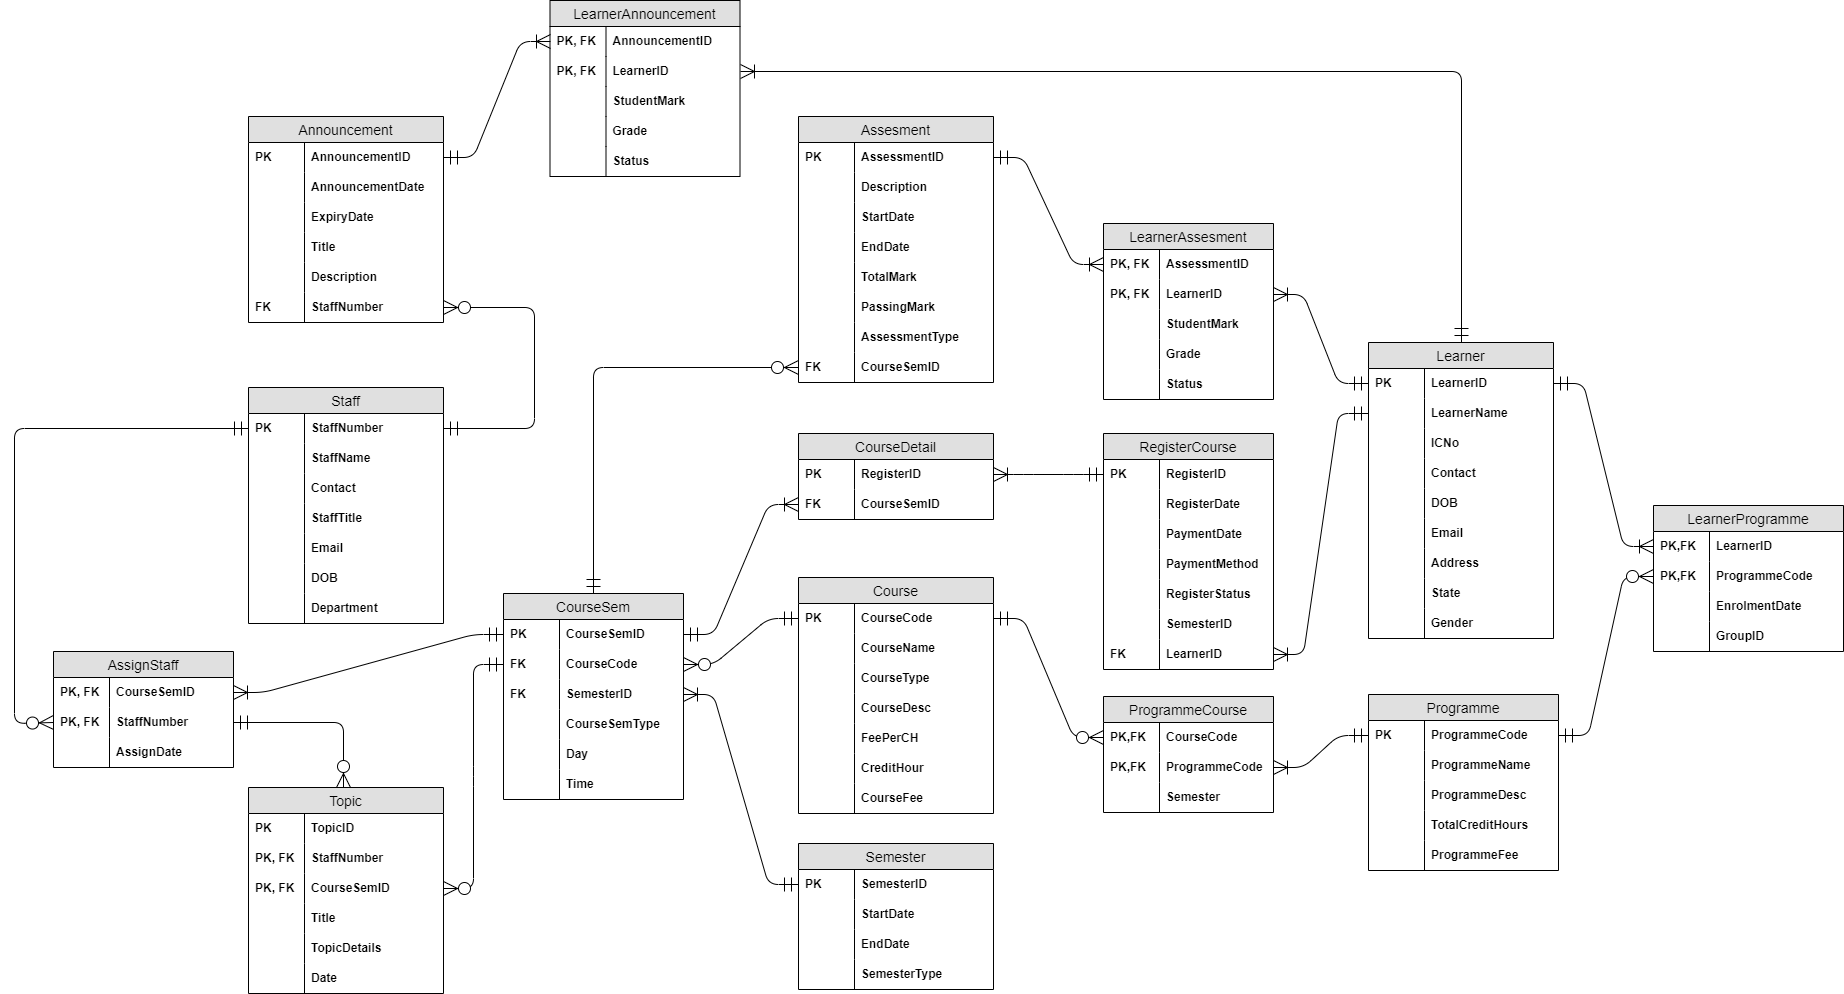 LearnerAnnouncement
PK, FK AnnouncementID
PK, FK LearnerID
StudentMark
Grade
Status
Announcement
PK AnnouncementID
AnnouncementDate
ExpiryDate
Title
Description
FK StaffNumber
Assesment
PK AssessmentID
Description
StartDate
EndDate
TotalMark
PassingMark
AssessmentType
FK CourseSemID
LearnerAssesment
PK, FK AssessmentID
PK, FK LearnerID
StudentMark
Grade
Status
Learner
PK LearnerID
LearnerName
ICNo
Contact
DOB
Email
Address
State
Gender
Staff
PK StaffNumber
StaffName
Contact
StaffTitle
Email
DOB
Department
CourseDetail
PK RegisterID
FK CourseSemID
RegisterCourse
PK RegisterID
RegisterDate
PaymentDate
PaymentMethod
RegisterStatus
SemesterID
FK LearnerID
LearnerProgramme
PK,FK LearnerID
PK,FK ProgrammeCode
EnrolmentDate
GroupID
CourseSem
PK CourseSemID
FK CourseCode
FK SemesterID
CourseSemType
Day
Time
Course
PK CourseCode
CourseName
CourseType
CourseDesc
FeePerCH
CreditHour
CourseFee
AssignStaff
PK, FK CourseSemID
PK, FK StaffNumber
AssignDate
ProgrammeCourse
PK,FK CourseCode
PK,FK ProgrammeCode
Semester
Programme
PK ProgrammeCode
ProgrammeName
ProgrammeDesc
TotalCreditHours
ProgrammeFee
Topic
PK TopicID
PK, FK StaffNumber
PK, FK CourseSemID
Title
TopicDetails
Date
Semester
PK SemesterID
StartDate
EndDate
SemesterType